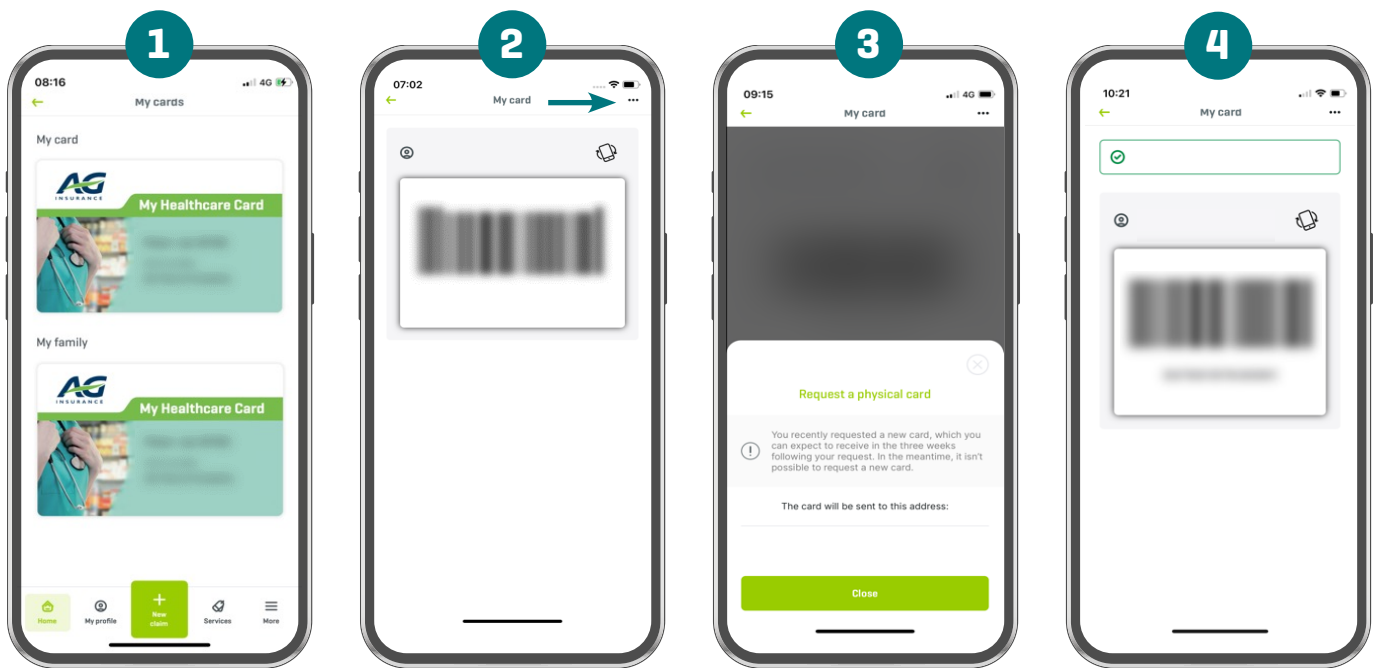 1
08:16
4G
My cards
My card
AG
INSURANCE
My Healthcare Card
My family
AG
INSURANCE
My Healthcare Card
Home
My profile
New
claim
Services
More
2
07:02
My card
3
09:15
4G
My card
Request a physical card
You recently requested a new card, which you
can expect to receive in the three weeks
following your request. In the meantime, it isn't
possible to request a new card.
The card will be sent to this address:
Close
4
10:21
My card